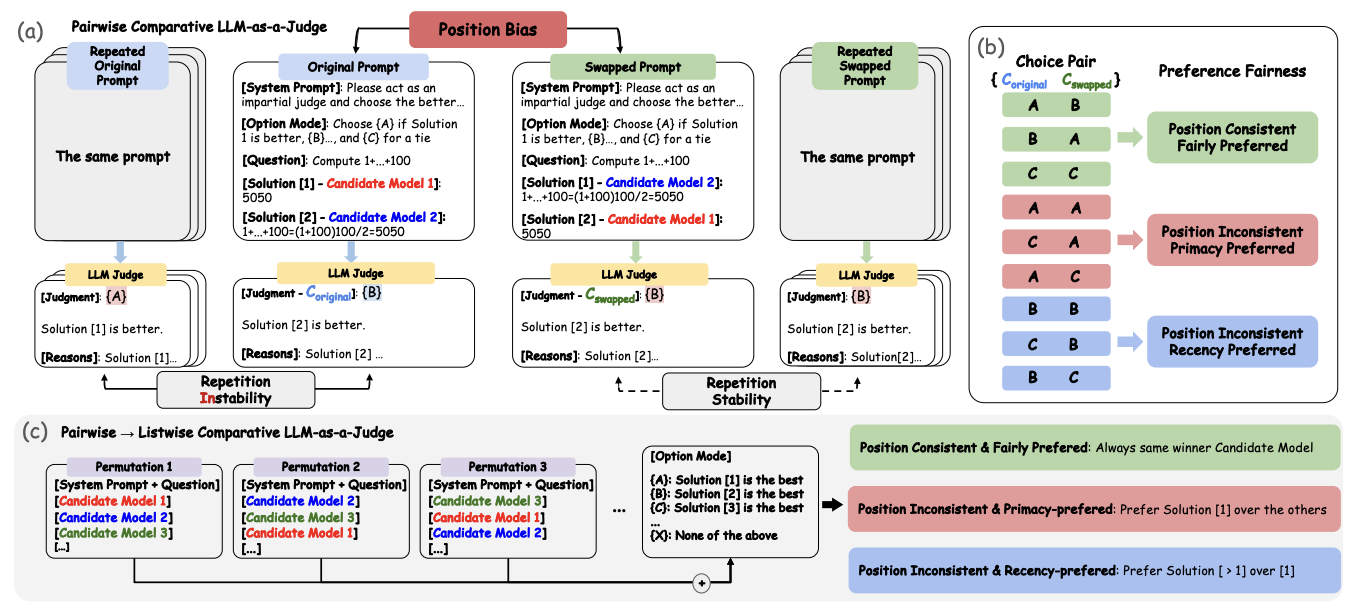 (a)
Pairwise Comparative LLM-as-a-Judge
Position Bias
Repeated
Original
Prompt
The same prompt
Original Prompt
[System Prompt]: Please act as an
impartial judge and choose the better...
[Option Mode]: Choose {A} if Solution
1 is better, {B}..., and {C} for a tie
[Question]: Compute 1+...+100
[Solution [1] - Candidate Model 1]:
5050
[Solution [2] - Candidate Model 2]:
1+...+100=(1+100)100/2=5050
Swapped Prompt
[System Prompt]: Please act as an
impartial judge and choose the better...
[Option Mode]: Choose {A} if Solution
1 is better, {B}..., and {C} for a tie
[Question]: Compute 1+...+100
[Solution [1] - Candidate Model 2]:
1+...+100=(1+100)100/2=5050
[Solution [2] - Candidate Model 1]:
5050
Repeated
Swapped
Prompt
The same prompt
LLM Judge
[Judgment]: {A}
Solution [1] is better.
[Reasons]: Solution [1]...
LLM Judge
[Judgment - Coriginal]: {B}
Solution [2] is better.
[Reasons]: Solution [2] ...
LLM Judge
[Judgment - Cswapped]: {B}
Solution [2] is better.
[Reasons]: Solution [2]...
LLM Judge
[Judgment]: {B}
Solution [2] is better.
[Reasons]: Solution[2]...
Repetition
Instability
Repetition
Stability
(b)
Choice Pair
{ Coriginal Cswapped }
Preference Fairness
A B
B A
C C
A A
C A
A C
B B
C B
B C
Position Consistent
Fairly Preferred
Position Inconsistent
Primacy Preferred
Position Inconsistent
Recency Preferred
(c)
Pairwise → Listwise Comparative LLM-as-a-Judge
Permutation 1
[System Prompt + Question]
[Candidate Model 1]
[Candidate Model 2]
[Candidate Model 3]
[...]
Permutation 2
[System Prompt + Question]
[Candidate Model 2]
[Candidate Model 3]
[Candidate Model 1]
[...]
Permutation 3
[System Prompt + Question]
[Candidate Model 3]
[Candidate Model 1]
[Candidate Model 2]
[...]
...
[Option Mode]
{A}: Solution [1] is the best
{B}: Solution [2] is the best
{C}: Solution [3] is the best
...
{X}: None of the above
+
Position Consistent & Fairly Prefered: Always same winner Candidate Model
Position Inconsistent & Primacy-prefered: Prefer Solution [1] over the others
Position Inconsistent & Recency-prefered: Prefer Solution [ > 1] over [1]